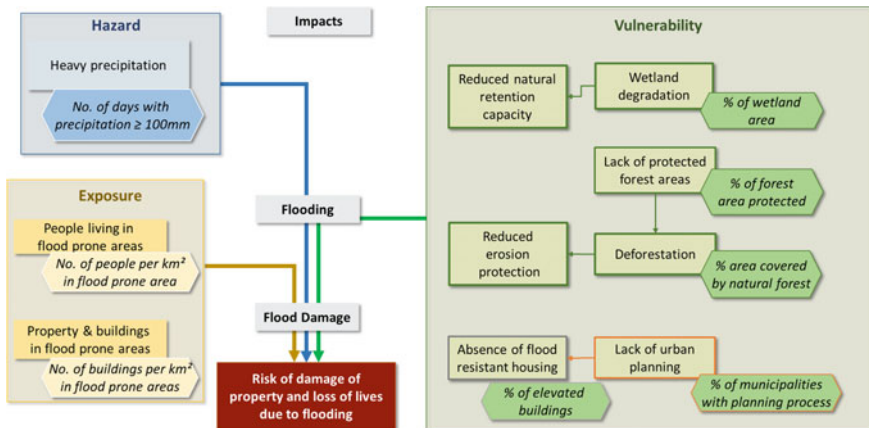 Hazard
Heavy precipitation
No. of days with
precipitation ≥ 100mm
Exposure
People living in
flood prone areas
No. of people per km²
in flood prone area
Property & buildings
in flood prone areas
No. of buildings per km²
in flood prone areas
Impacts
Flooding
Flood Damage
Risk of damage of
property and loss of lives
due to flooding
Vulnerability
Reduced natural
retention
capacity
Wetland
degradation
% of wetland
area
Lack of protected
forest areas
% of forest
area protected
Reduced
erosion
protection
Deforestation
% area covered
by natural forest
Absence of flood
resistant housing
% of elevated
buildings
Lack of urban
planning
% of municipalities
with planning process